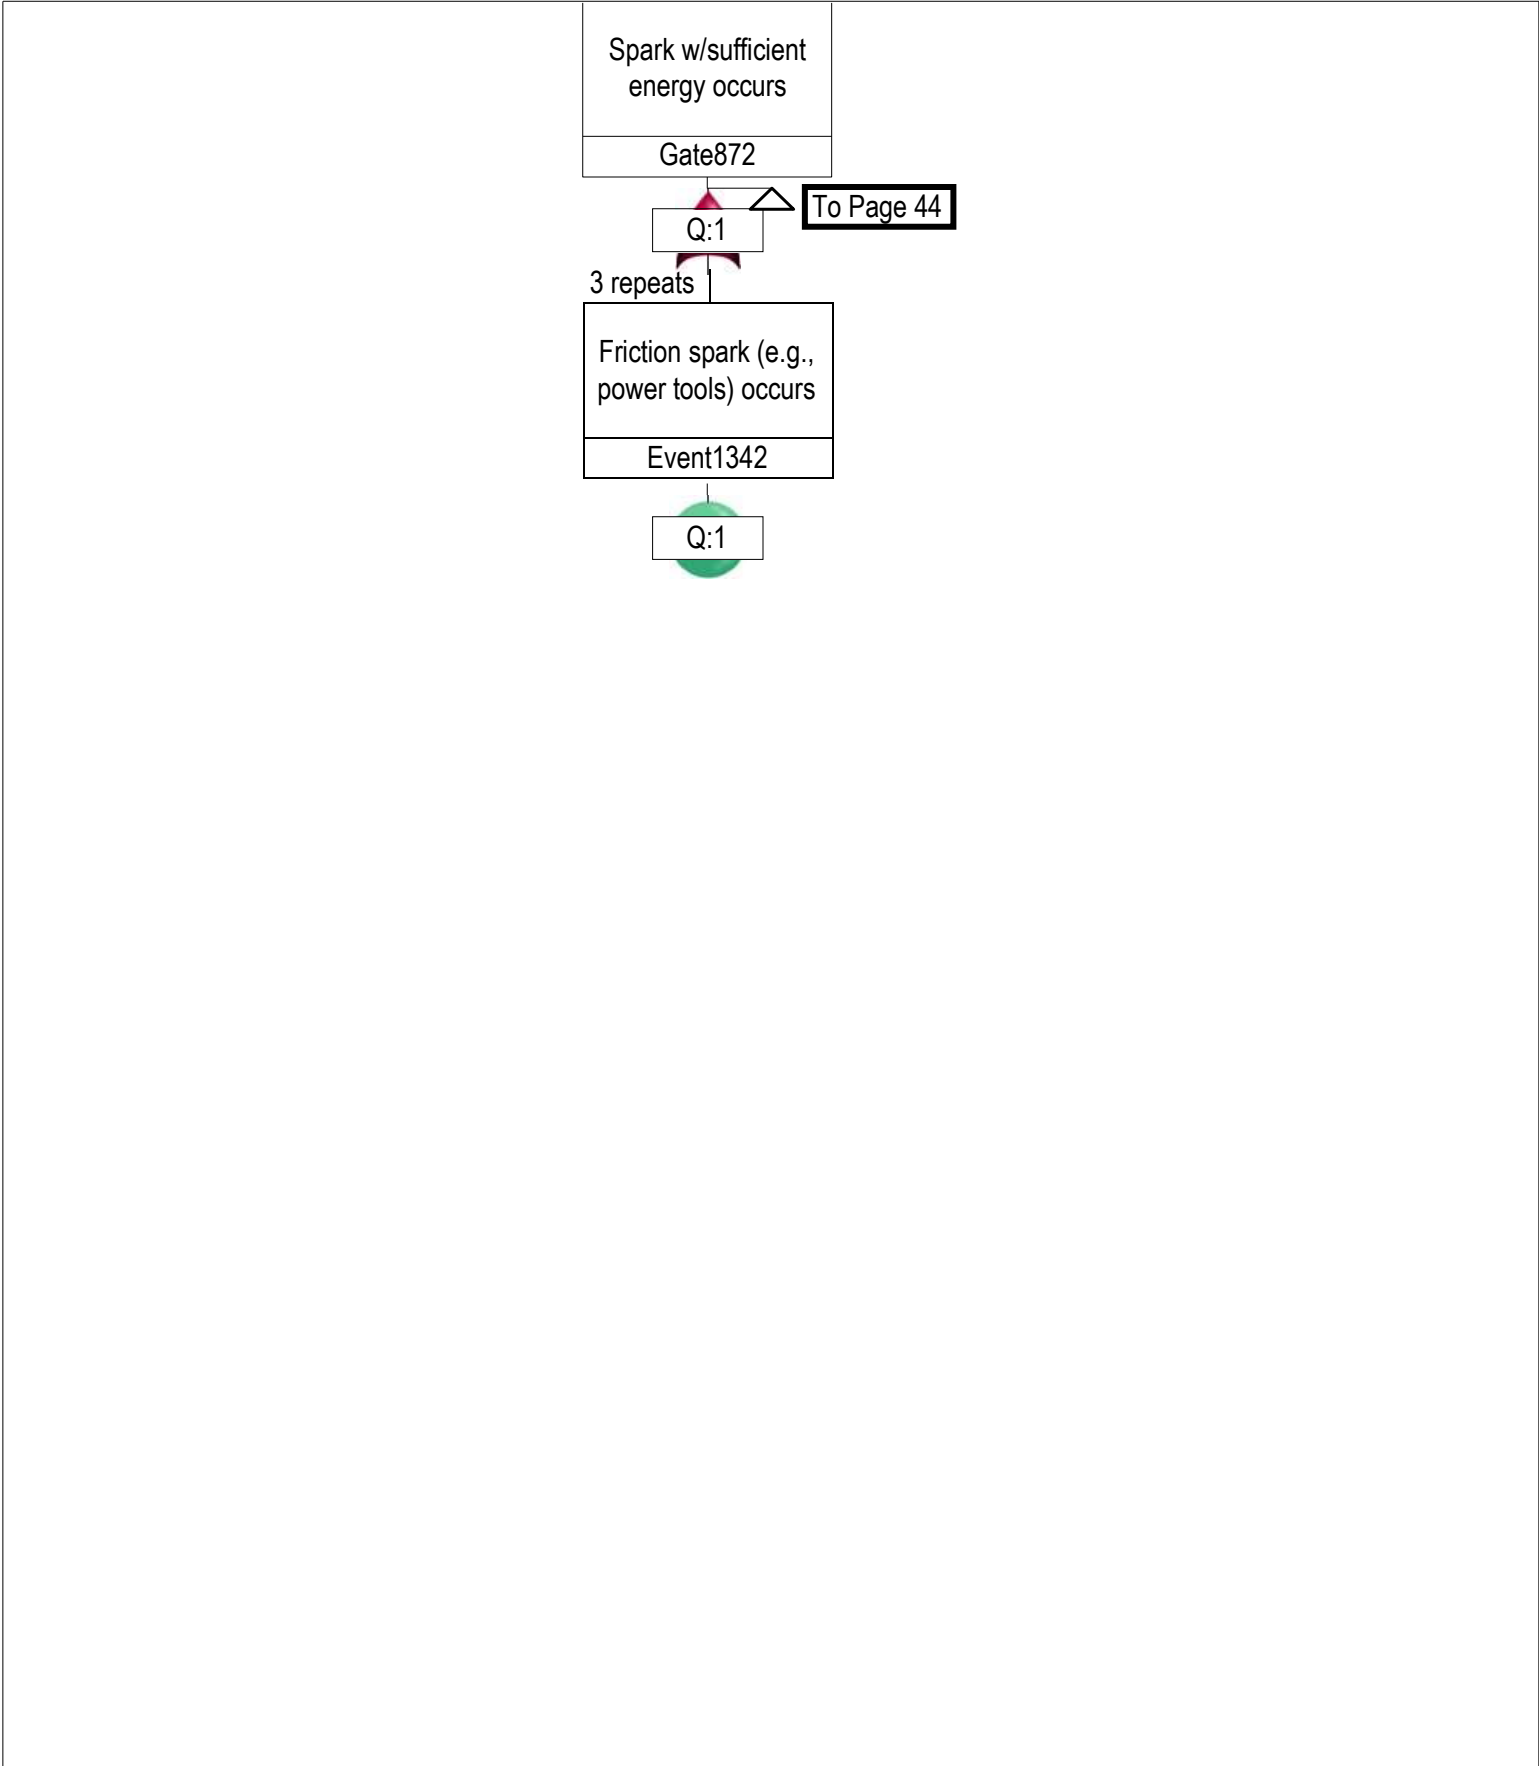 Spark w/sufficient
energy occurs
Gate872
To Page 44
Q:1
3 repeats
Friction spark (e.g.,
power tools) occurs
Event1342
Q:1